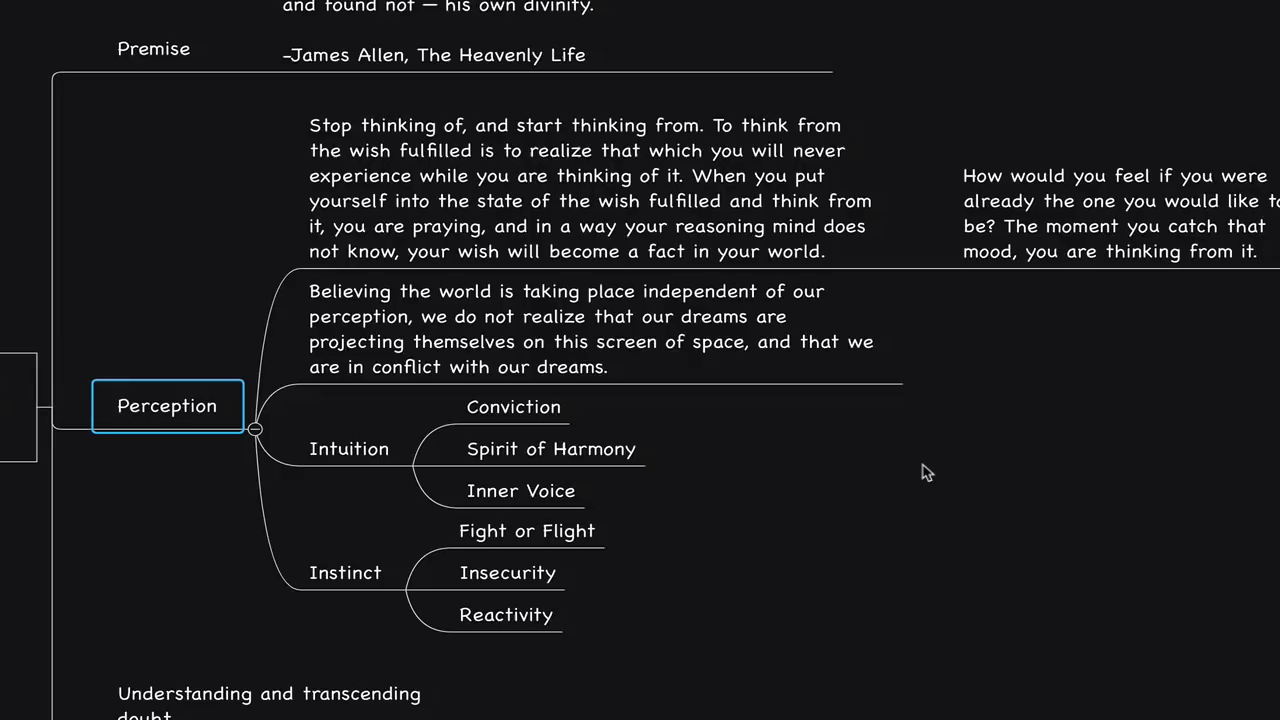 and found not — his own divinity.
Premise
–James Allen, The Heavenly Life
Stop thinking of, and start thinking from. To think from
the wish fulfilled is to realize that which you will never
experience while you are thinking of it. When you put
yourself into the state of the wish fulfilled and think from
it, you are praying, and in a way your reasoning mind does
not know, your wish will become a fact in your world.
How would you feel if you were
already the one you would like to
be? The moment you catch that
mood, you are thinking from it.
Believing the world is taking place independent of our
perception, we do not realize that our dreams are
projecting themselves on this screen of space, and that we
are in conflict with our dreams.
Perception
Conviction
Intuition
Spirit of Harmony
Inner Voice
Fight or Flight
Instinct
Insecurity
Reactivity
Understanding and transcending
doubt